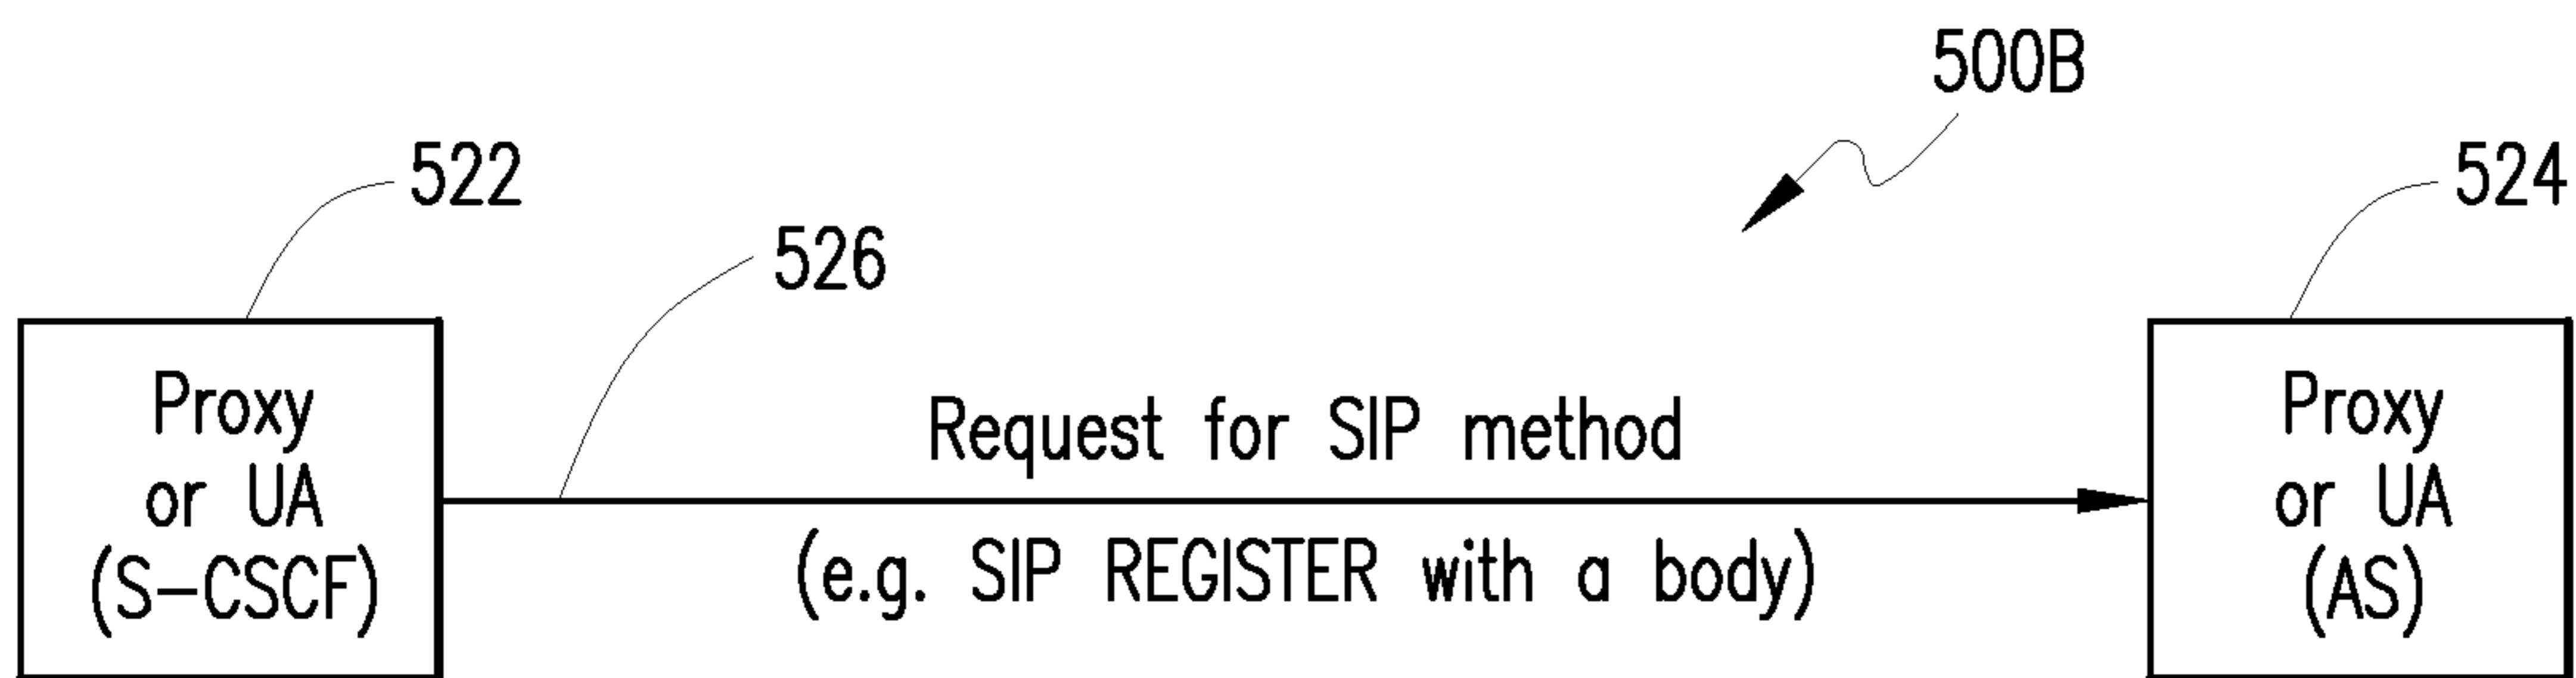 500B
522
524
526
Proxy
or UA
(S-CSCF)
Request for SIP method
(e.g. SIP REGISTER with a body)
Proxy
or UA
(AS)